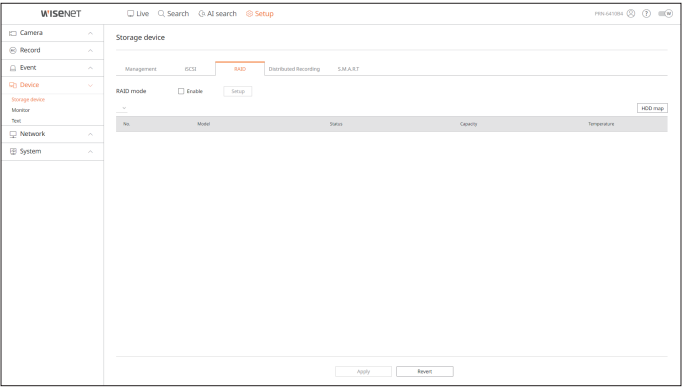 WISENET
Live Search AI search Setup
PRN-6410B4
Camera
Record
Event
Device
Storage device
Monitor
Text
Network
System
Storage device
Management iSCSI RAID Distributed Recording S.M.A.R.T
RAID mode Enable Setup
HDD map
No. Model Status Capacity Temperature
Apply Revert